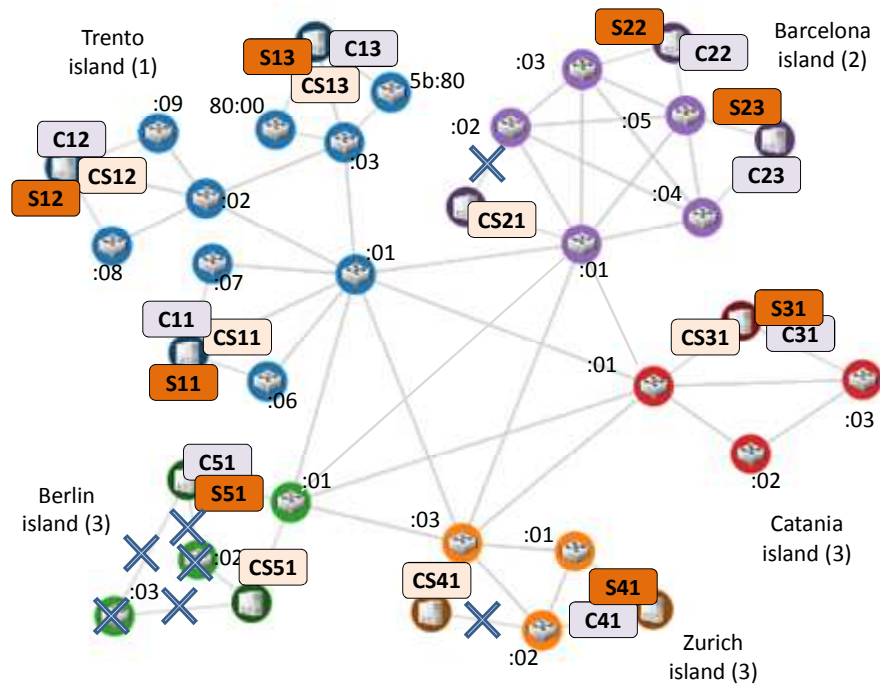 Trento
island (1)
S13
C13
CS13
:09
80:00
5b:80
:03
C12
CS12
S12
:02
:08
:07
:01
C11
CS11
S11
:06
Barcelona
island (2)
S22
C22
:03
:02
:05
S23
C23
:04
CS21
:01
S31
CS31
C31
:01
:03
:02
Catania
island (3)
Berlin
island (3)
C51
S51
:01
:02
:03
CS51
:03
:01
CS41
S41
C41
:02
Zurich
island (3)